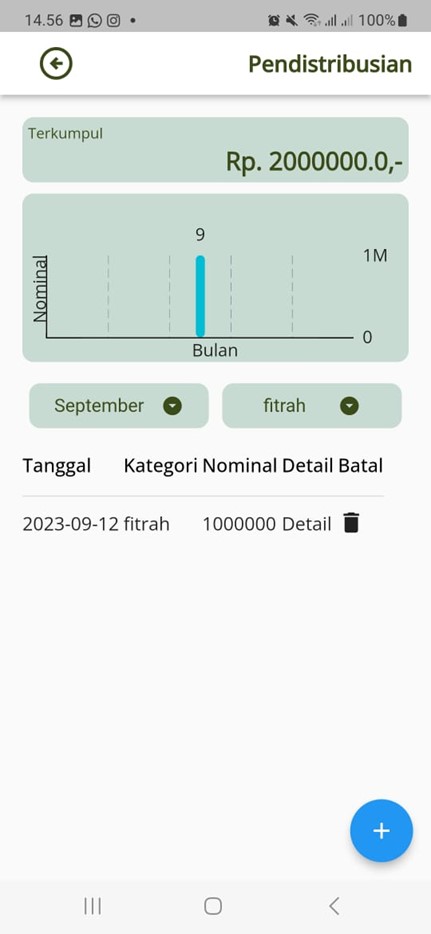 14.56 100%
Pendistribusian
Terkumpul
Rp. 2000000.0,-
9
1M
Nominal
0
Bulan
September fitrah
Tanggal Kategori Nominal Detail Batal
2023-09-12 fitrah 1000000 Detail